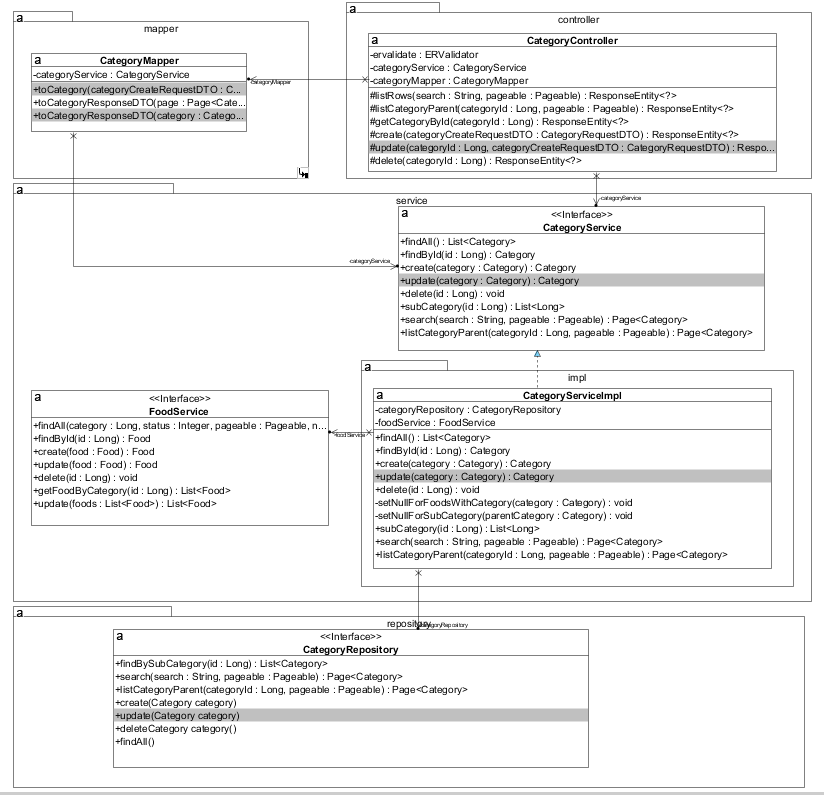 a
mapper
a
CategoryMapper
-categoryService : CategoryService
+toCategory(categoryCreateRequestDTO : C...
+toCategoryResponseDTO(page : Page<Cate...
+toCategoryResponseDTO(category : Catego...
-categoryMapper
a
controller
a
CategoryController
-ervalidate : ERValidator
-categoryService : CategoryService
-categoryMapper : CategoryMapper
#listRows(search : String, pageable : Pageable) : ResponseEntity<?>
#listCategoryParent(categoryId : Long, pageable : Pageable) : ResponseEntity<?>
#getCategoryById(categoryId : Long) : ResponseEntity<?>
#create(categoryCreateRequestDTO : CategoryRequestDTO) : ResponseEntity<?>
#update(categoryId : Long, categoryCreateRequestDTO : CategoryRequestDTO) : Respo...
#delete(categoryId : Long) : ResponseEntity<?>
-categoryService
a
service
a
<<Interface>>
CategoryService
+findAll() : List<Category>
+findById(id : Long) : Category
+create(category : Category) : Category
+update(category : Category) : Category
+delete(id : Long) : void
+subCategory(id : Long) : List<Long>
+search(search : String, pageable : Pageable) : Page<Category>
+listCategoryParent(categoryId : Long, pageable : Pageable) : Page<Category>
-categoryService
a
<<Interface>>
FoodService
+findAll(category : Long, status : Integer, pageable : Pageable, n...
+findById(id : Long) : Food
+create(food : Food) : Food
+update(food : Food) : Food
+delete(id : Long) : void
+getFoodByCategory(id : Long) : List<Food>
+update(foods : List<Food>) : List<Food>
-foodService
a
impl
a
CategoryServiceImpl
-categoryRepository : CategoryRepository
-foodService : FoodService
+findAll() : List<Category>
+findById(id : Long) : Category
+create(category : Category) : Category
+update(category : Category) : Category
+delete(id : Long) : void
-setNullForFoodsWithCategory(category : Category) : void
-setNullForSubCategory(parentCategory : Category) : void
+subCategory(id : Long) : List<Long>
+search(search : String, pageable : Pageable) : Page<Category>
+listCategoryParent(categoryId : Long, pageable : Pageable) : Page<Category>
a
repository
-categoryRepository
a
<<Interface>>
CategoryRepository
+findBySubCategory(id : Long) : List<Category>
+search(search : String, pageable : Pageable) : Page<Category>
+listCategoryParent(categoryId : Long, pageable : Pageable) : Page<Category>
+create(Category category)
+update(Category category)
+deleteCategory category()
+findAll()